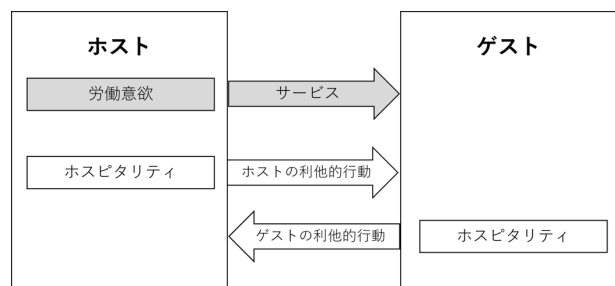 ホスト
ゲスト
労働意欲
サービス
ホスピタリティ
ホストの利他的行動
ゲストの利他的行動
ホスピタリティ